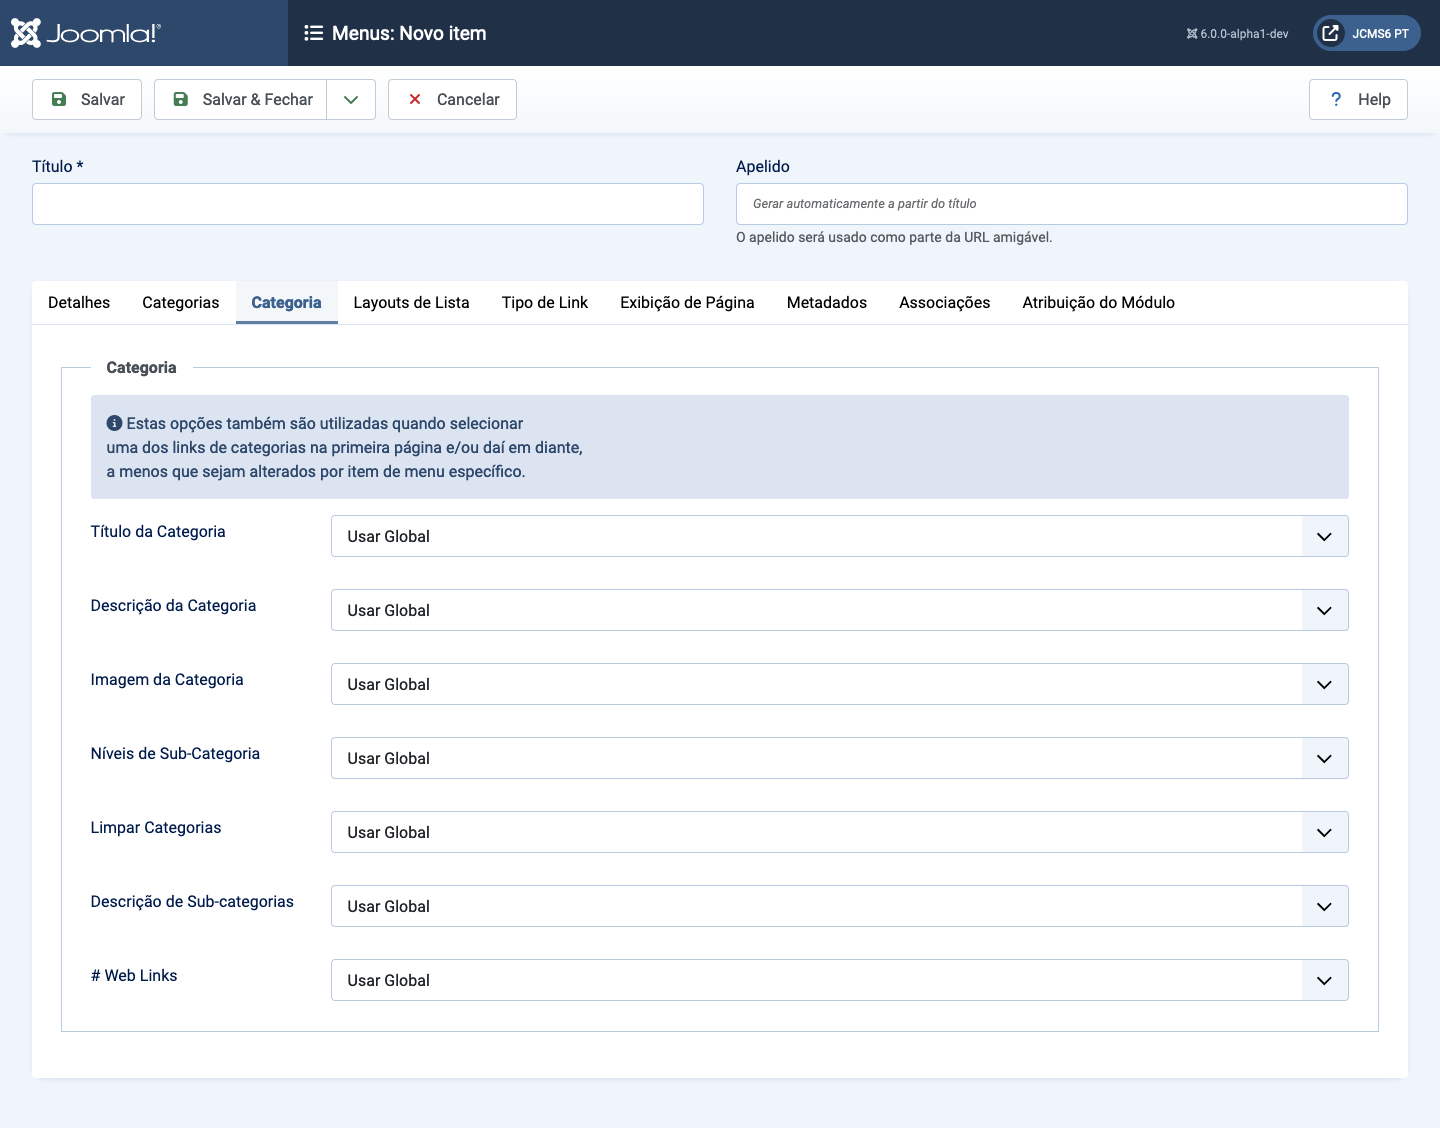 Joomla!®
Menus: Novo item
6.0.0-alpha1-dev
JCMS6 PT
Salvar
Salvar & Fechar
Cancelar
? Help
Título *
Apelido
Gerar automaticamente a partir do título
O apelido será usado como parte da URL amigável.
Detalhes Categorias Categoria Layouts de Lista Tipo de Link Exibição de Página Metadados Associações Atribuição do Módulo
Categoria
Estas opções também são utilizadas quando selecionar
uma dos links de categorias na primeira página e/ou daí em diante,
a menos que sejam alterados por item de menu específico.
Título da Categoria Usar Global
Descrição da Categoria Usar Global
Imagem da Categoria Usar Global
Níveis de Sub-Categoria Usar Global
Limpar Categorias Usar Global
Descrição de Sub-categorias Usar Global
# Web Links Usar Global